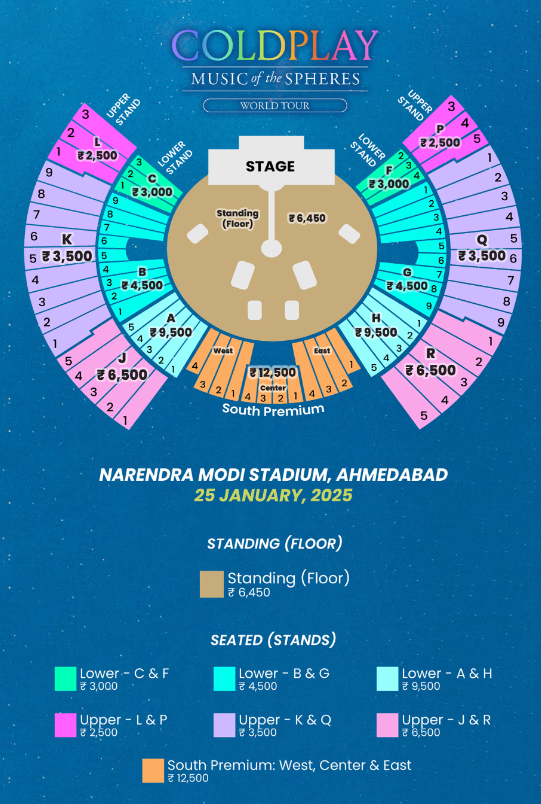 COLDPLAY
MUSIC of the SPHERES
WORLD TOUR
UPPER
STAND
LOWER
STAND
3
2
1
L
₹ 2,500
3
2
1
C
₹ 3,000
9
8
7
6
5
4
3
2
1
K
₹ 3,500
9
8
7
6
5
4
3
2
1
B
₹ 4,500
5
4
3
2
1
A
₹ 9,500
5
4
3
2
1
J
₹ 6,500
STAGE
Standing
(Floor)
₹ 6,450
UPPER
STAND
LOWER
STAND
3
4
5
P
₹ 2,500
2
3
4
F
₹ 3,000
1
2
3
4
5
6
7
8
9
Q
₹ 3,500
1
2
3
4
5
6
7
8
9
G
₹ 4,500
1
2
3
4
5
H
₹ 9,500
1
2
3
4
5
R
₹ 6,500
West
4
3
2
1
₹ 12,500
Center
4
3
2
1
East
4
3
2
1
South Premium
NARENDRA MODI STADIUM, AHMEDABAD
25 JANUARY, 2025
STANDING (FLOOR)
Standing (Floor)
₹ 6,450
SEATED (STANDS)
Lower - C & F
₹ 3,000
Lower - B & G
₹ 4,500
Lower - A & H
₹ 9,500
Upper - L & P
₹ 2,500
Upper - K & Q
₹ 3,500
Upper - J & R
₹ 6,500
South Premium: West, Center & East
₹ 12,500